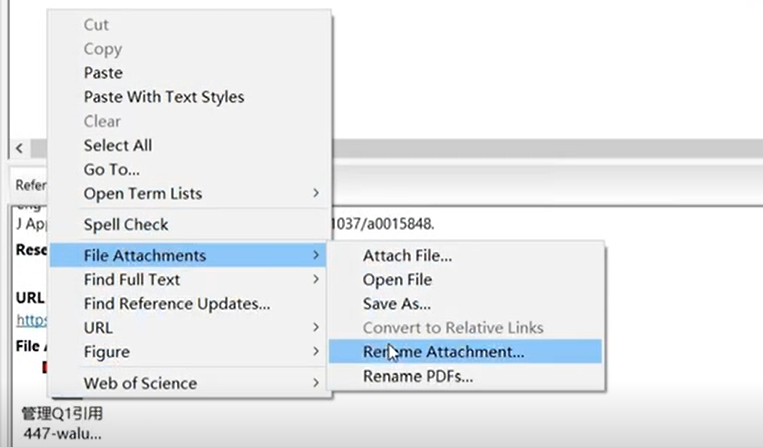 Cut
Copy
Paste
Paste With Text Styles
Clear
Select All
Go To...
Open Term Lists
Spell Check
File Attachments
Find Full Text
Find Reference Updates...
URL
Figure
Web of Science
Attach File...
Open File
Save As...
Convert to Relative Links
Rename Attachment...
Rename PDFs...
Refer
J Ap
1037/a0015848.
Rese
URL
https
File A
管理Q1引用
447-walu...